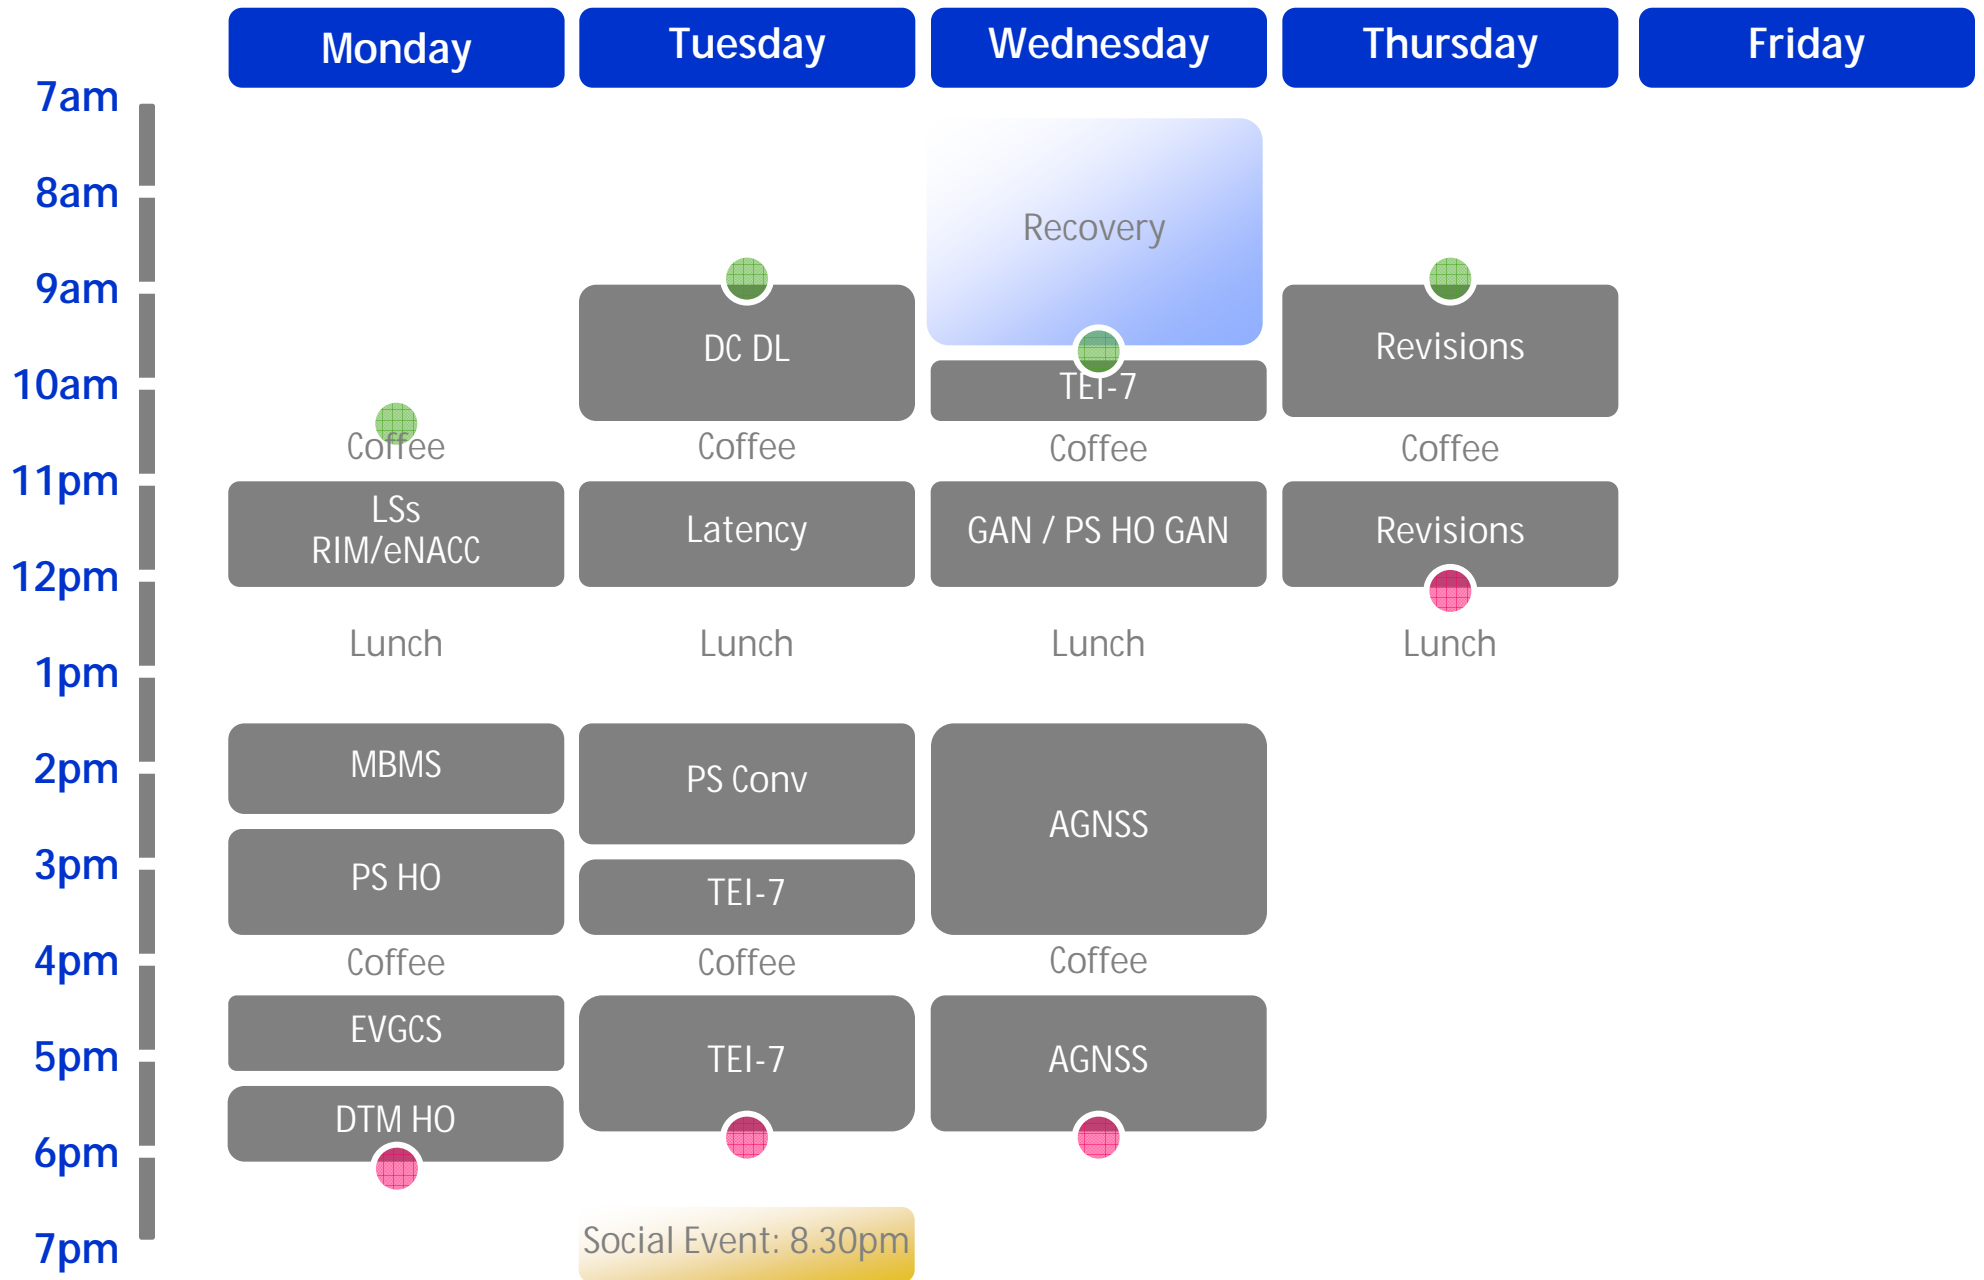 Monday
Tuesday
Wednesday
Thursday
Friday
7am
8am
9am
10am
11pm
12pm
1pm
2pm
3pm
4pm
5pm
6pm
7pm
Coffee
LSs
RIM/eNACC
Lunch
MBMS
PS HO
Coffee
EVGCS
DTM HO
DC DL
Coffee
Latency
Lunch
PS Conv
TEI-7
Coffee
TEI-7
Social Event: 8.30pm
Recovery
TEI-7
Coffee
GAN / PS HO GAN
Lunch
AGNSS
Coffee
AGNSS
Revisions
Coffee
Revisions
Lunch